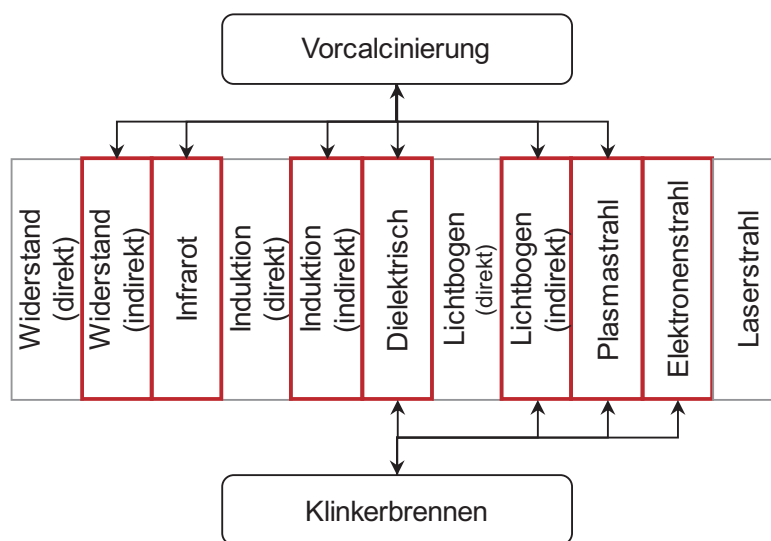 Vorcalcinierung
Widerstand
(direkt)
Widerstand
(indirekt)
Infrarot
Induktion
(direkt)
Induktion
(indirekt)
Dielektrisch
Lichtbogen
(direkt)
Lichtbogen
(indirekt)
Plasmastrahl
Elektronenstrahl
Laserstrahl
Klinkerbrennen